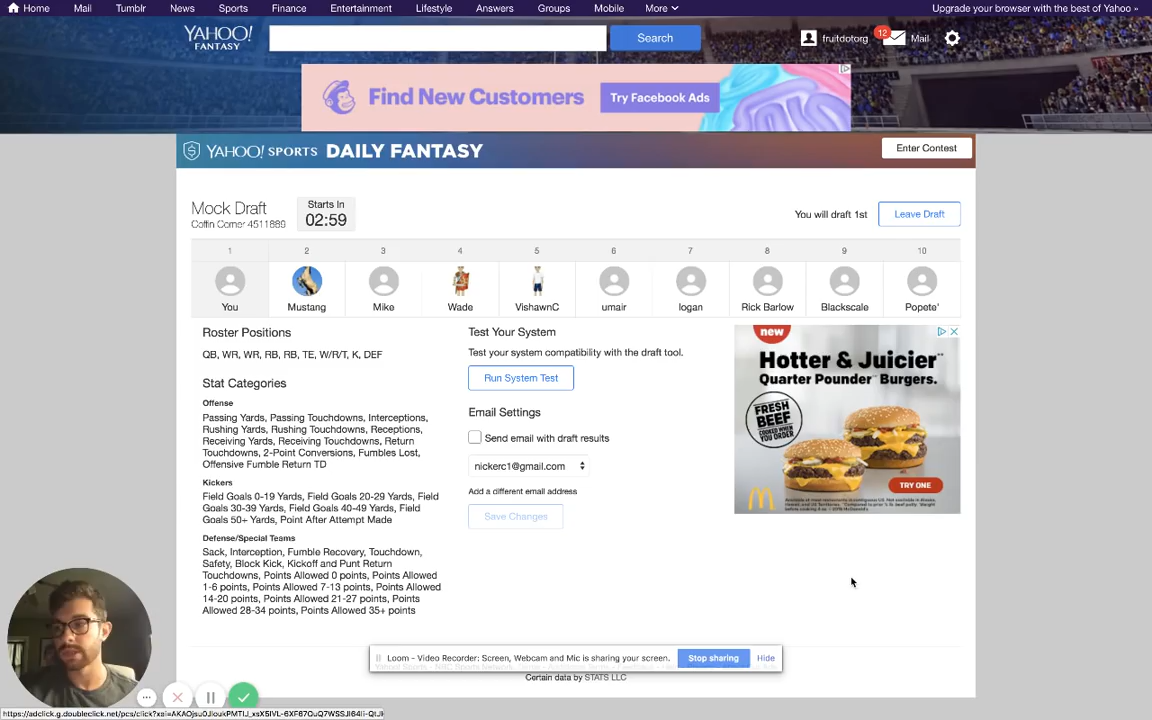 Home Mail Tumblr News Sports Finance Entertainment Lifestyle Answers Groups Mobile More Upgrade your browser with the best of Yahoo »
YAHOO! FANTASY Search fruitdotorg 12 Mail
Find New Customers Try Facebook Ads
YAHOO! SPORTS DAILY FANTASY Enter Contest
Mock Draft
Coffin Corner 4511889
Starts In
02:59
You will draft 1st Leave Draft
1 2 3 4 5 6 7 8 9 10
You Mustang Mike Wade VishawnC umair logan Rick Barlow Blackscale Popete'
Roster Positions
QB, WR, WR, RB, RB, TE, W/R/T, K, DEF
Stat Categories
Offense
Passing Yards, Passing Touchdowns, Interceptions,
Rushing Yards, Rushing Touchdowns, Receptions,
Receiving Yards, Receiving Touchdowns, Return
Touchdowns, 2-Point Conversions, Fumbles Lost,
Offensive Fumble Return TD
Kickers
Field Goals 0-19 Yards, Field Goals 20-29 Yards, Field
Goals 30-39 Yards, Field Goals 40-49 Yards, Field
Goals 50+ Yards, Point After Attempt Made
Defense/Special Teams
Sack, Interception, Fumble Recovery, Touchdown,
Safety, Block Kick, Kickoff and Punt Return
Touchdowns, Points Allowed 0 points, Points Allowed
1-6 points, Points Allowed 7-13 points, Points Allowed
14-20 points, Points Allowed 21-27 points, Points
Allowed 28-34 points, Points Allowed 35+ points
Test Your System
Test your system compatibility with the draft tool.
Run System Test
Email Settings
Send email with draft results
nickerc1@gmail.com
Add a different email address
Save Changes
new
Hotter & Juicier
Quarter Pounder Burgers.
FRESH
BEEF
COOKED WHEN
YOU ORDER
TRY ONE
Loom – Video Recorder: Screen, Webcam and Mic is sharing your screen. Stop sharing Hide
Certain data by STATS LLC